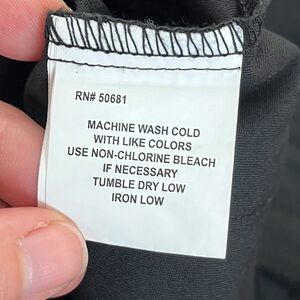 RN# 50681
MACHINE WASH COLD
WITH LIKE COLORS
USE NON-CHLORINE BLEACH
IF NECESSARY
TUMBLE DRY LOW
IRON LOW